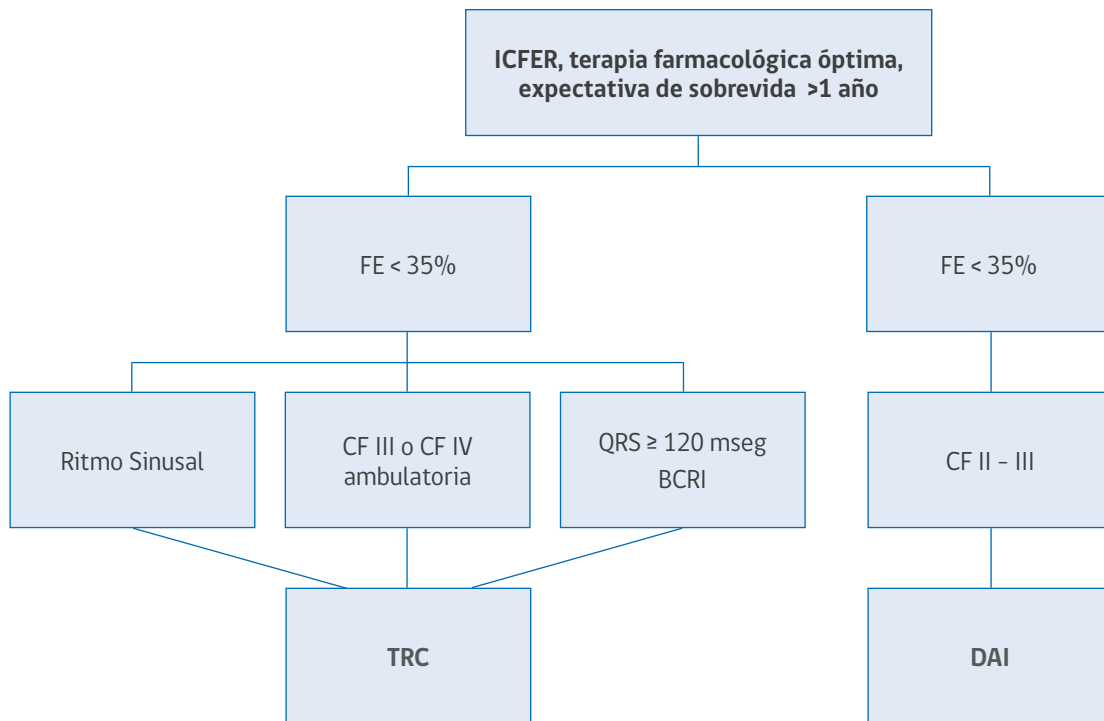 ICFER, terapia farmacológica óptima,
expectativa de sobrevida >1 año
FE < 35%
FE < 35%
Ritmo Sinusal
CF III o CF IV
ambulatoria
QRS ≥ 120 mseg
BCRI
CF II – III
TRC
DAI